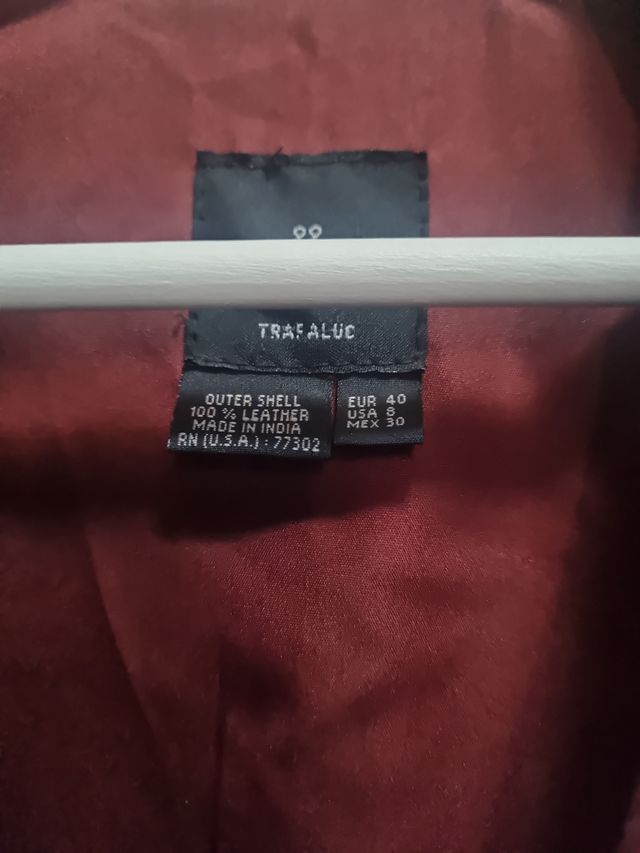 TRAFALUC
OUTER SHELL
100 % LEATHER
MADE IN INDIA
RN (U.S.A.) : 77302
EUR 40
USA 8
MEX 30